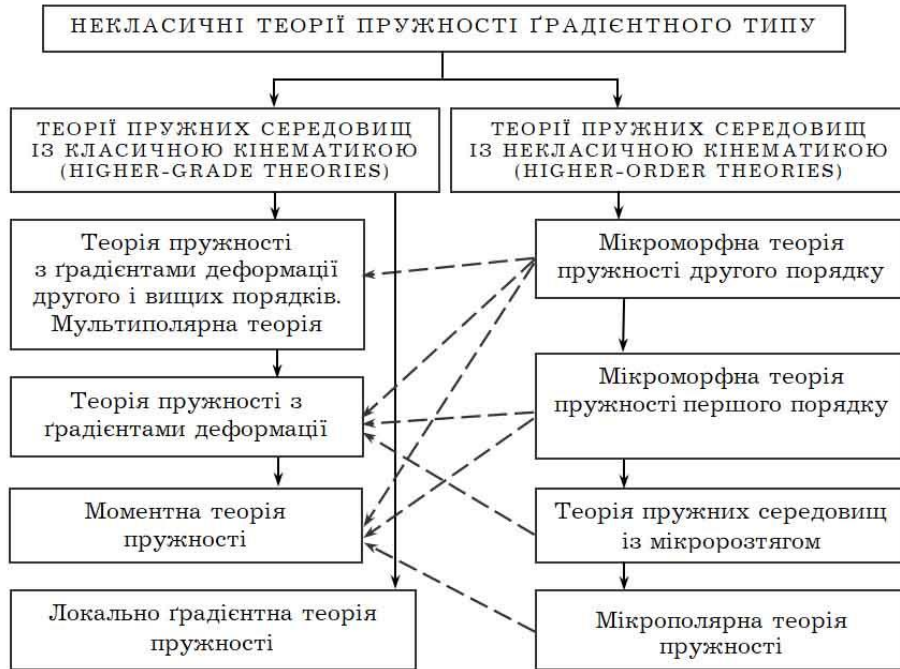 НЕКЛАСИЧНІ ТЕОРІЇ ПРУЖНОСТІ ҐРАДІЄНТНОГО ТИПУ
ТЕОРІЇ ПРУЖНИХ СЕРЕДОВИЩ
ІЗ КЛАСИЧНОЮ КІНЕМАТИКОЮ
(HIGHER-GRADE THEORIES)
ТЕОРІЇ ПРУЖНИХ СЕРЕДОВИЩ
ІЗ НЕКЛАСИЧНОЮ КІНЕМАТИКОЮ
(HIGHER-ORDER THEORIES)
Теорія пружності
з ґрадієнтами деформації
другого і вищих порядків.
Мультиполярна теорія
Мікроморфна теорія
пружності другого порядку
Теорія пружності з
ґрадієнтами деформації
Мікроморфна теорія
пружності першого порядку
Моментна теорія
пружності
Теорія пружних середовищ
із мікророзтягом
Локально ґрадієнтна теорія
пружності
Мікрополярна теорія
пружності